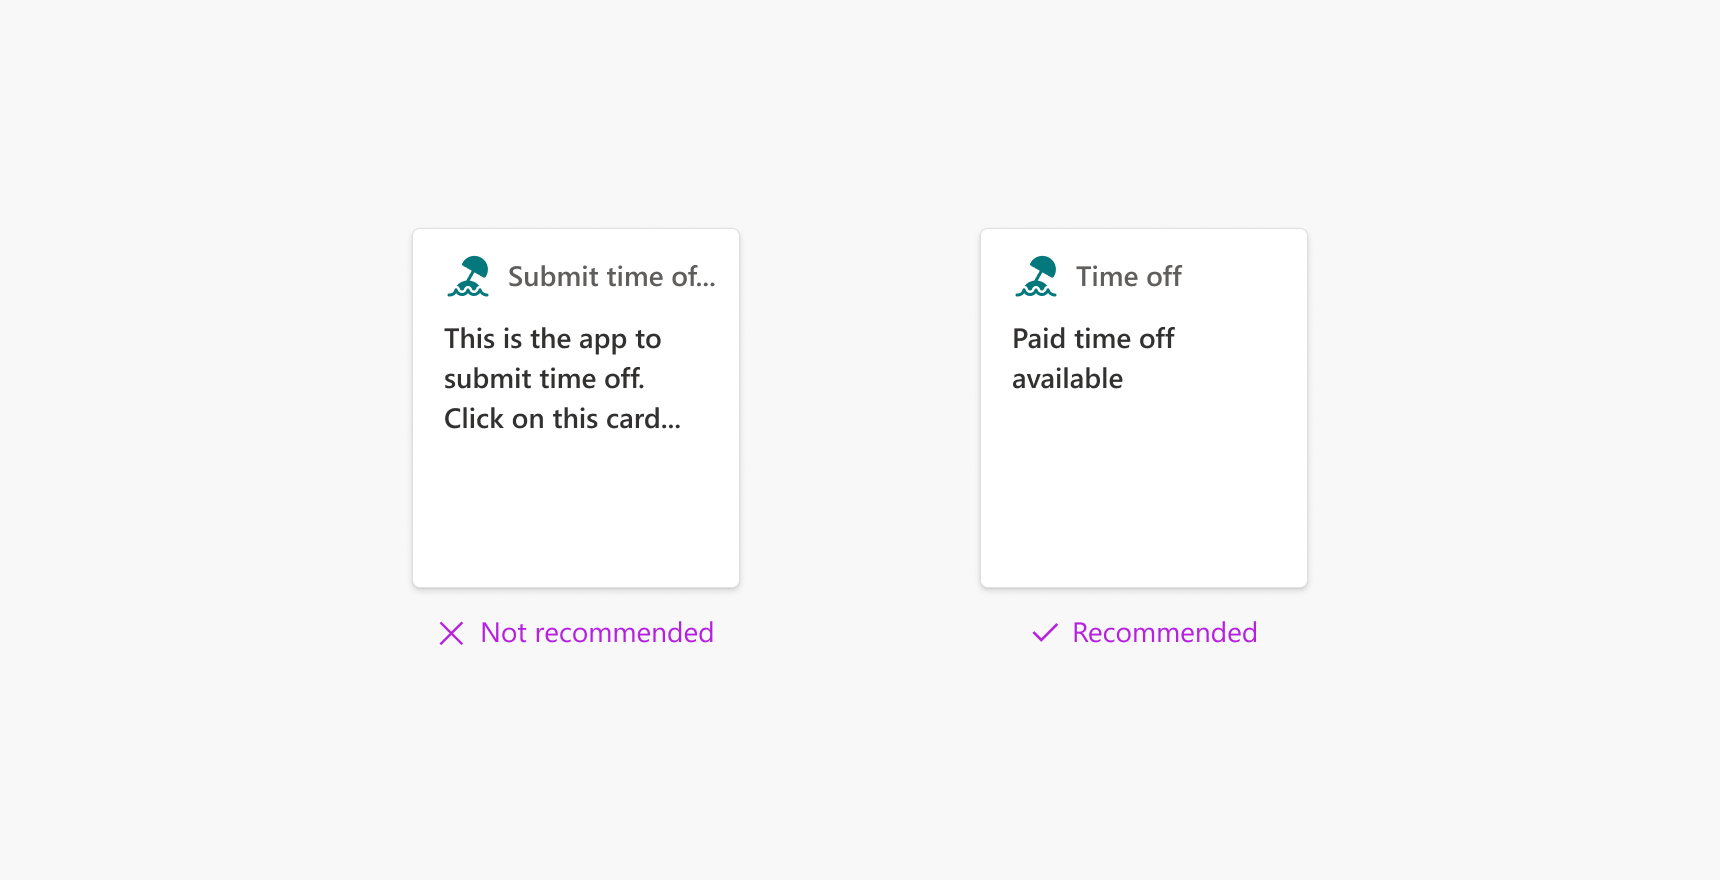 Submit time of...
This is the app to
submit time off.
Click on this card...
Not recommended
Time off
Paid time off
available
Recommended